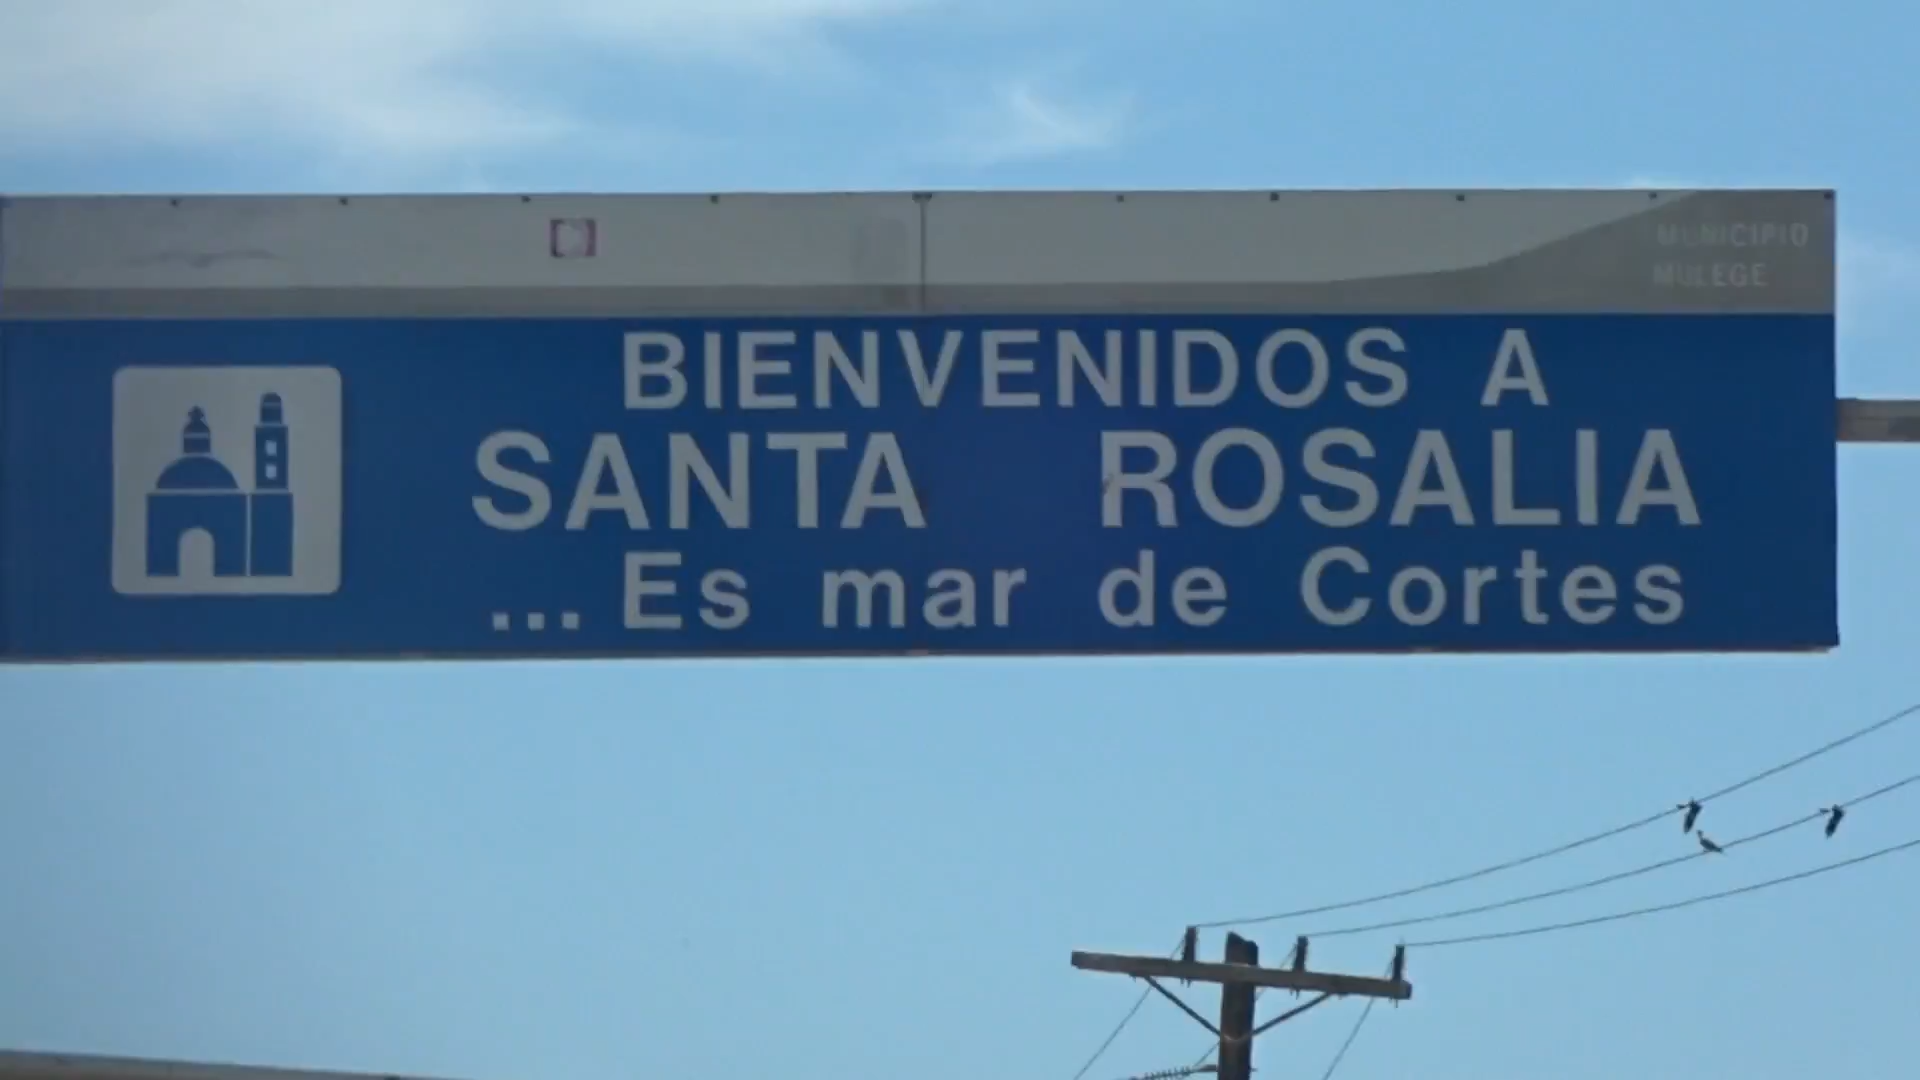 MUNICIPIO
MULEGE
BIENVENIDOS A
SANTA ROSALIA
...Es mar de Cortes